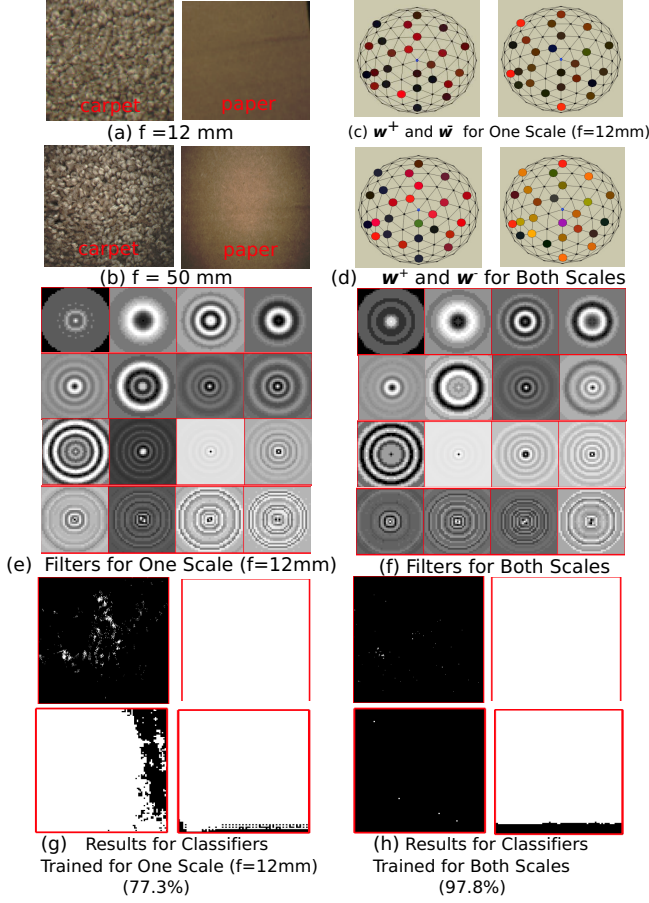 carpet paper
(a) f =12 mm
(c) w+ and w̄ for One Scale (f=12mm)
carpet paper
(b) f = 50 mm
(d) w+ and w- for Both Scales
(e) Filters for One Scale (f=12mm)
(f) Filters for Both Scales
(g) Results for Classifiers
Trained for One Scale (f=12mm)
(77.3%)
(h) Results for Classifiers
Trained for Both Scales
(97.8%)